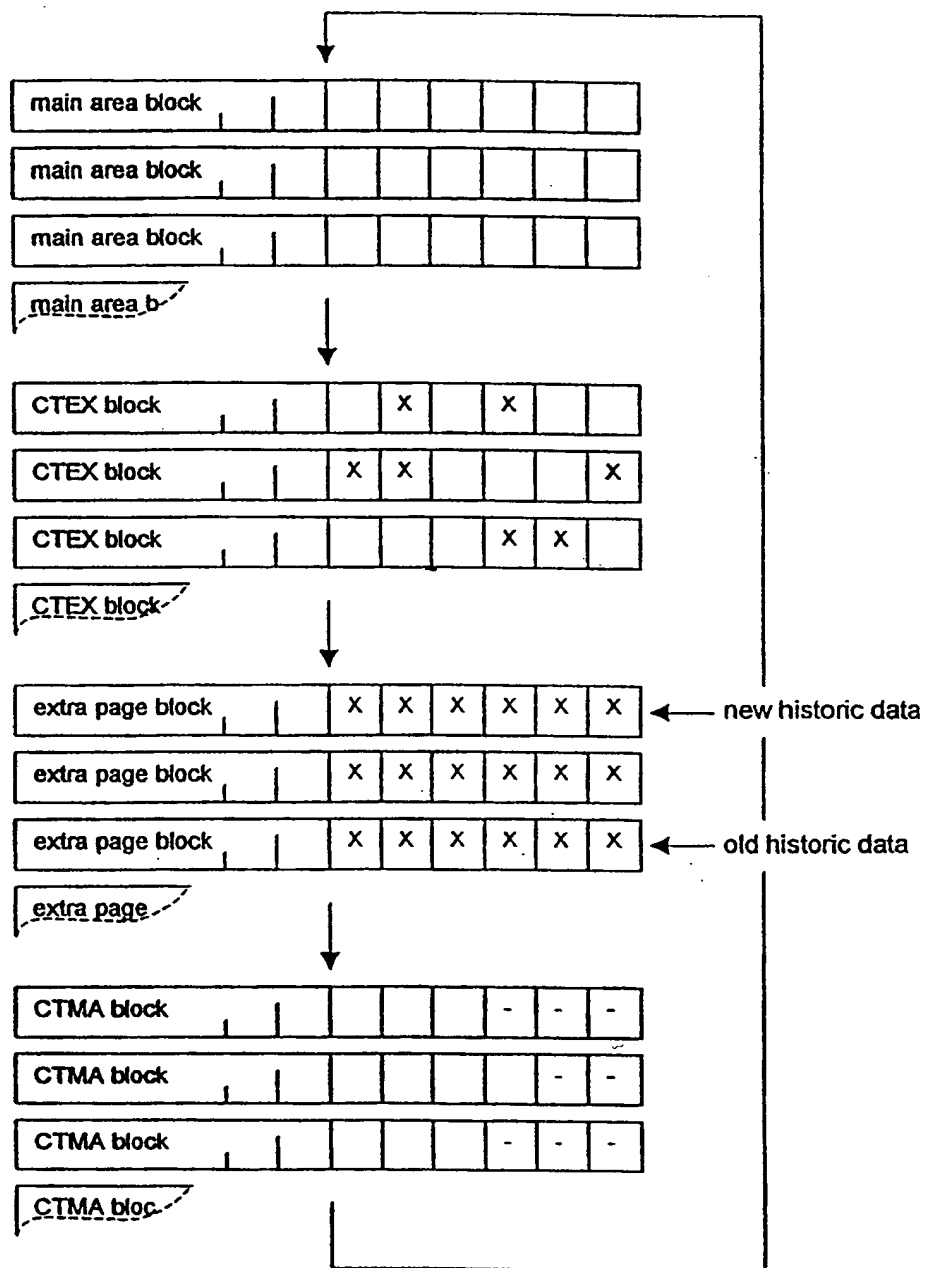 main area block
main area block
main area block
main area b
CTEX block X X
CTEX block X X X
CTEX block X X
CTEX block
extra page block X X X X X X new historic data
extra page block X X X X X X
extra page block X X X X X X old historic data
extra page
CTMA block - - -
CTMA block - -
CTMA block - - -
CTMA bloc